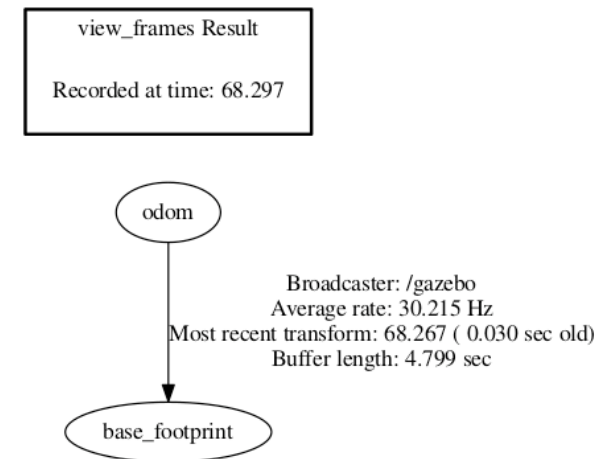 view_frames Result
Recorded at time: 68.297
odom
Broadcaster: /gazebo
Average rate: 30.215 Hz
Most recent transform: 68.267 ( 0.030 sec old)
Buffer length: 4.799 sec
base_footprint